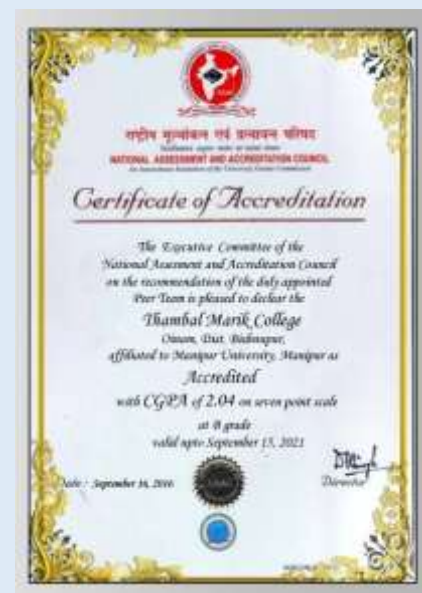 राष्ट्रीय मूल्यांकन एवं प्रत्यायन परिषद
NATIONAL ASSESSMENT AND ACCREDITATION COUNCIL
Certificate of Accreditation
The Executive Committee of the
National Assessment and Accreditation Council
on the recommendation of the duly appointed
Peer Team is pleased to declare the
Thambal Marik College
Oinam, Dist. Bishnupur,
affiliated to Manipur University, Manipur as
Accredited
with CGPA of 2.04 on seven point scale
at B grade
valid upto September 15, 2021
Date : September 16, 2016
Director